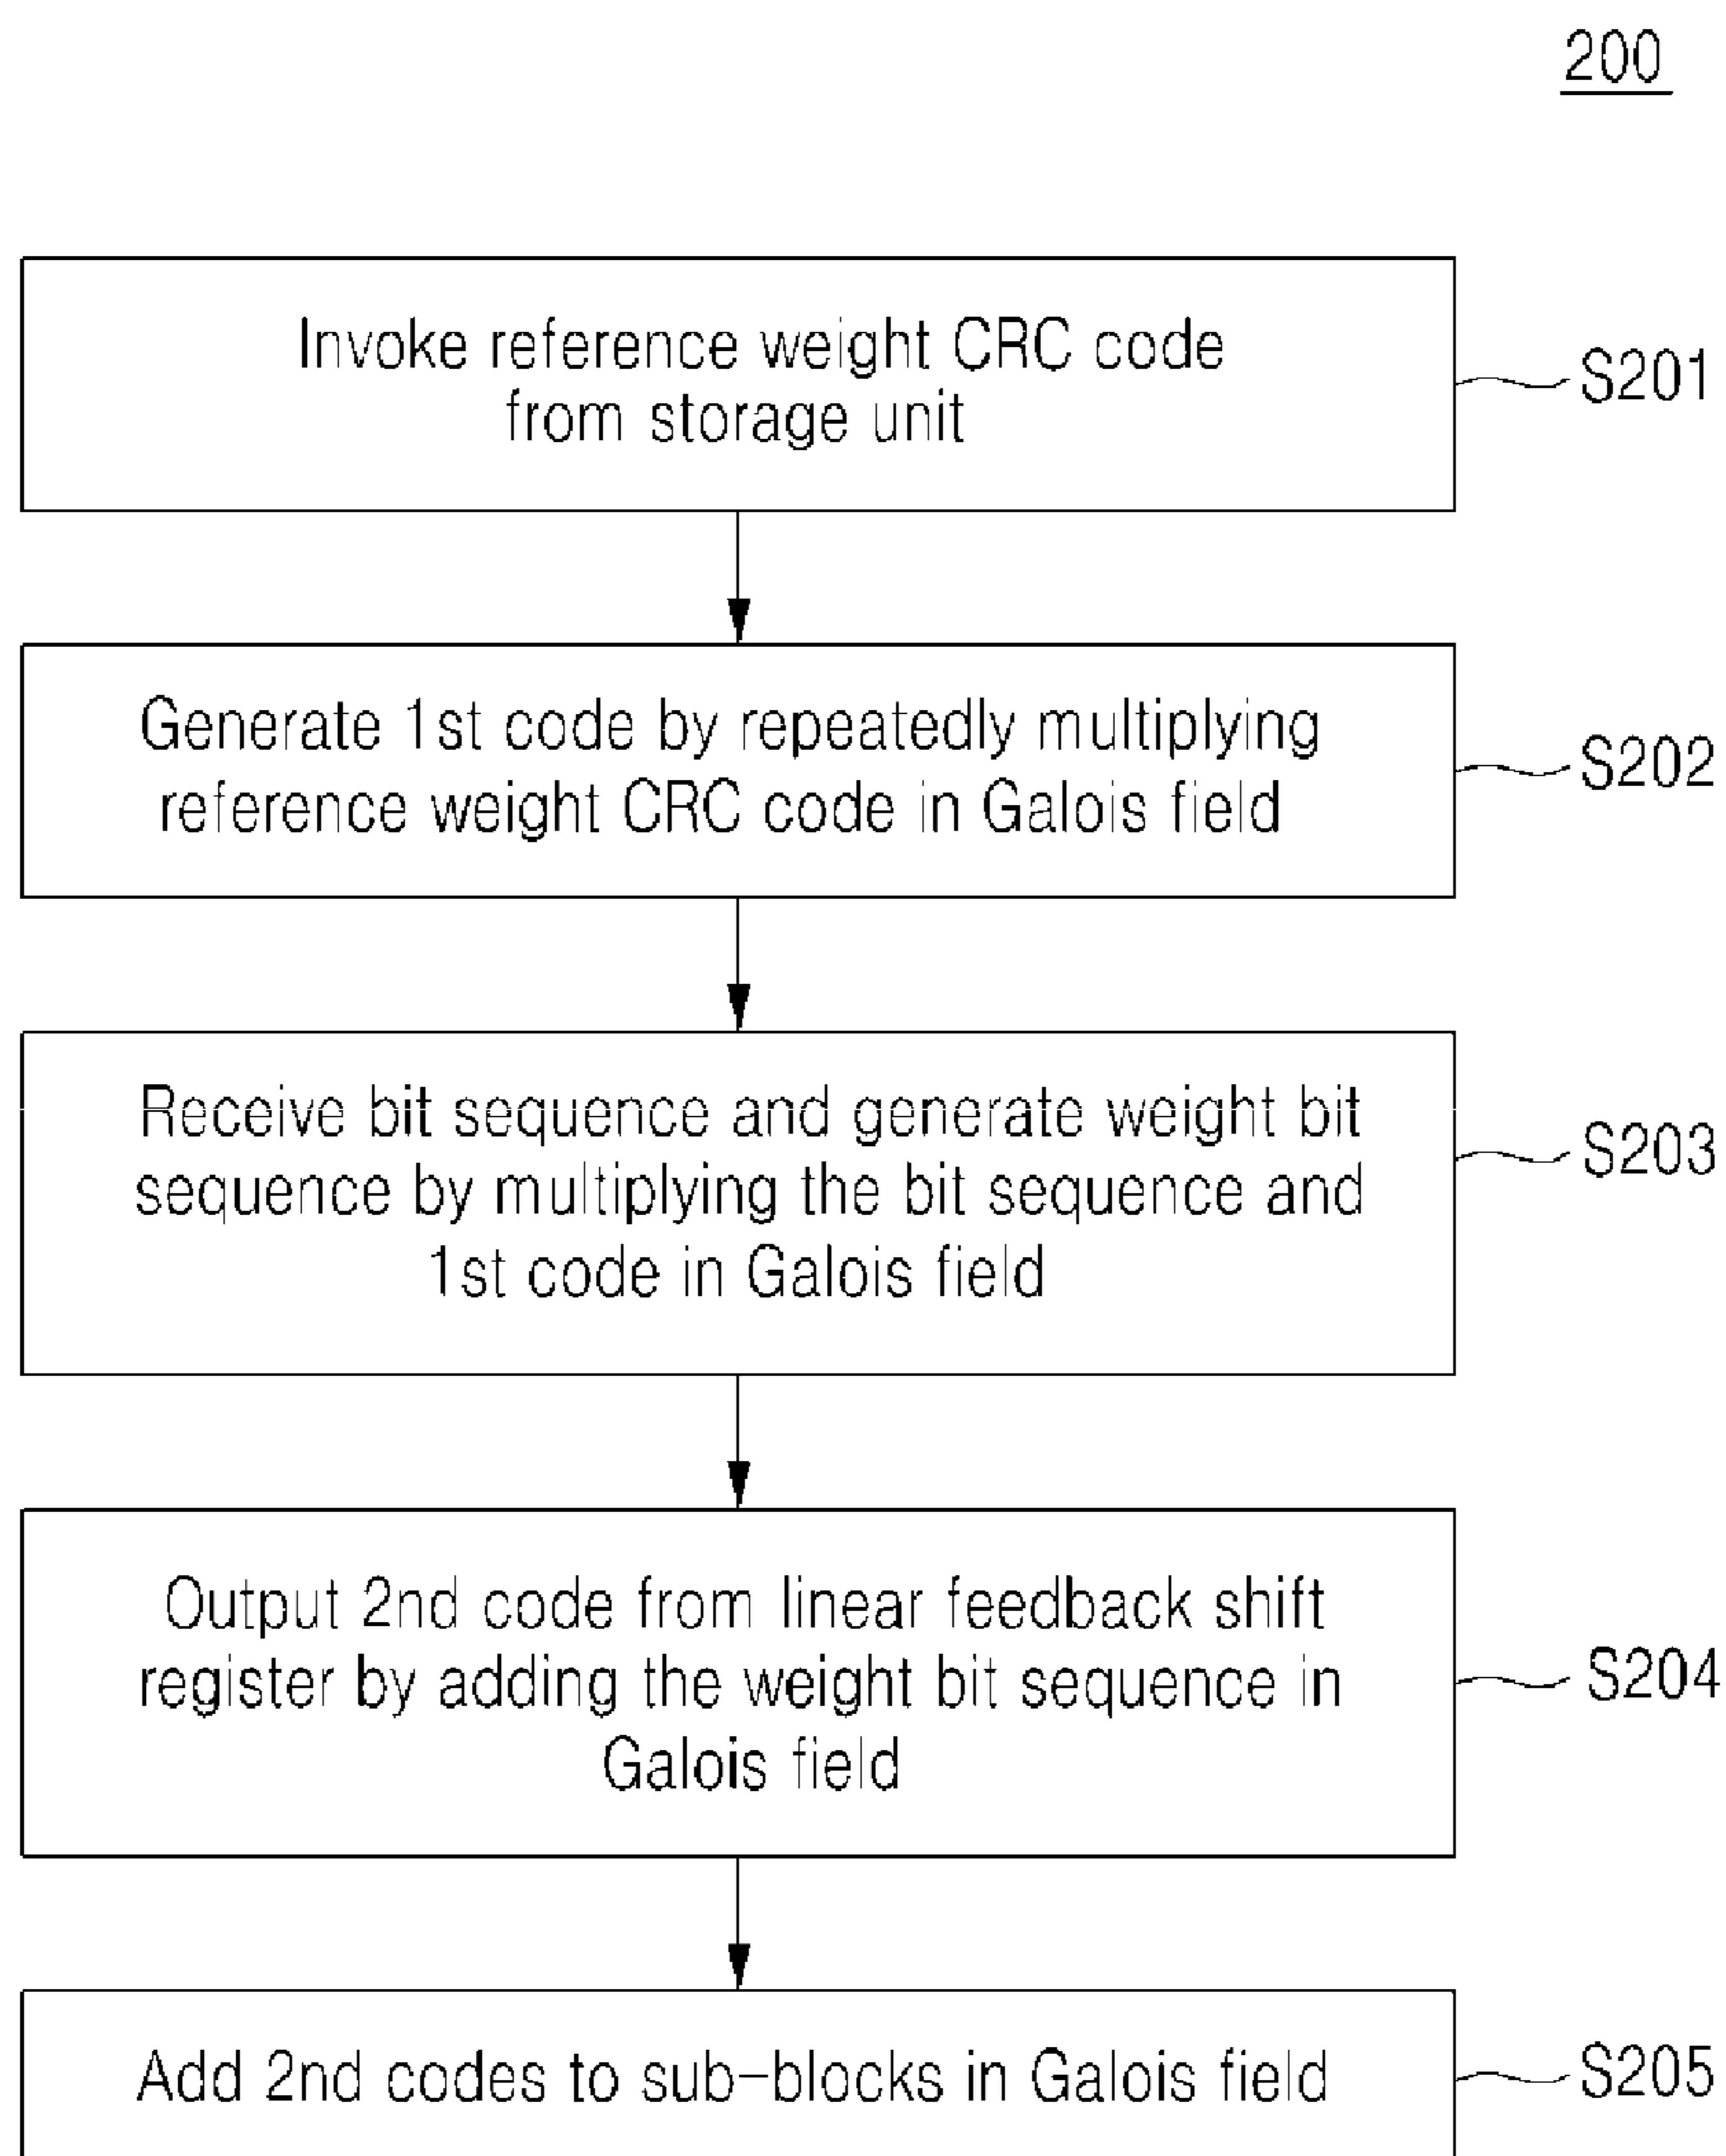 200
Invoke reference weight CRC code
from storage unit
S201
Generate 1st code by repeatedly multiplying
reference weight CRC code in Galois field
S202
Receive bit sequence and generate weight bit
sequence by multiplying the bit sequence and
1st code in Galois field
S203
Output 2nd code from linear feedback shift
register by adding the weight bit sequence in
Galois field
S204
Add 2nd codes to sub-blocks in Galois field
S205